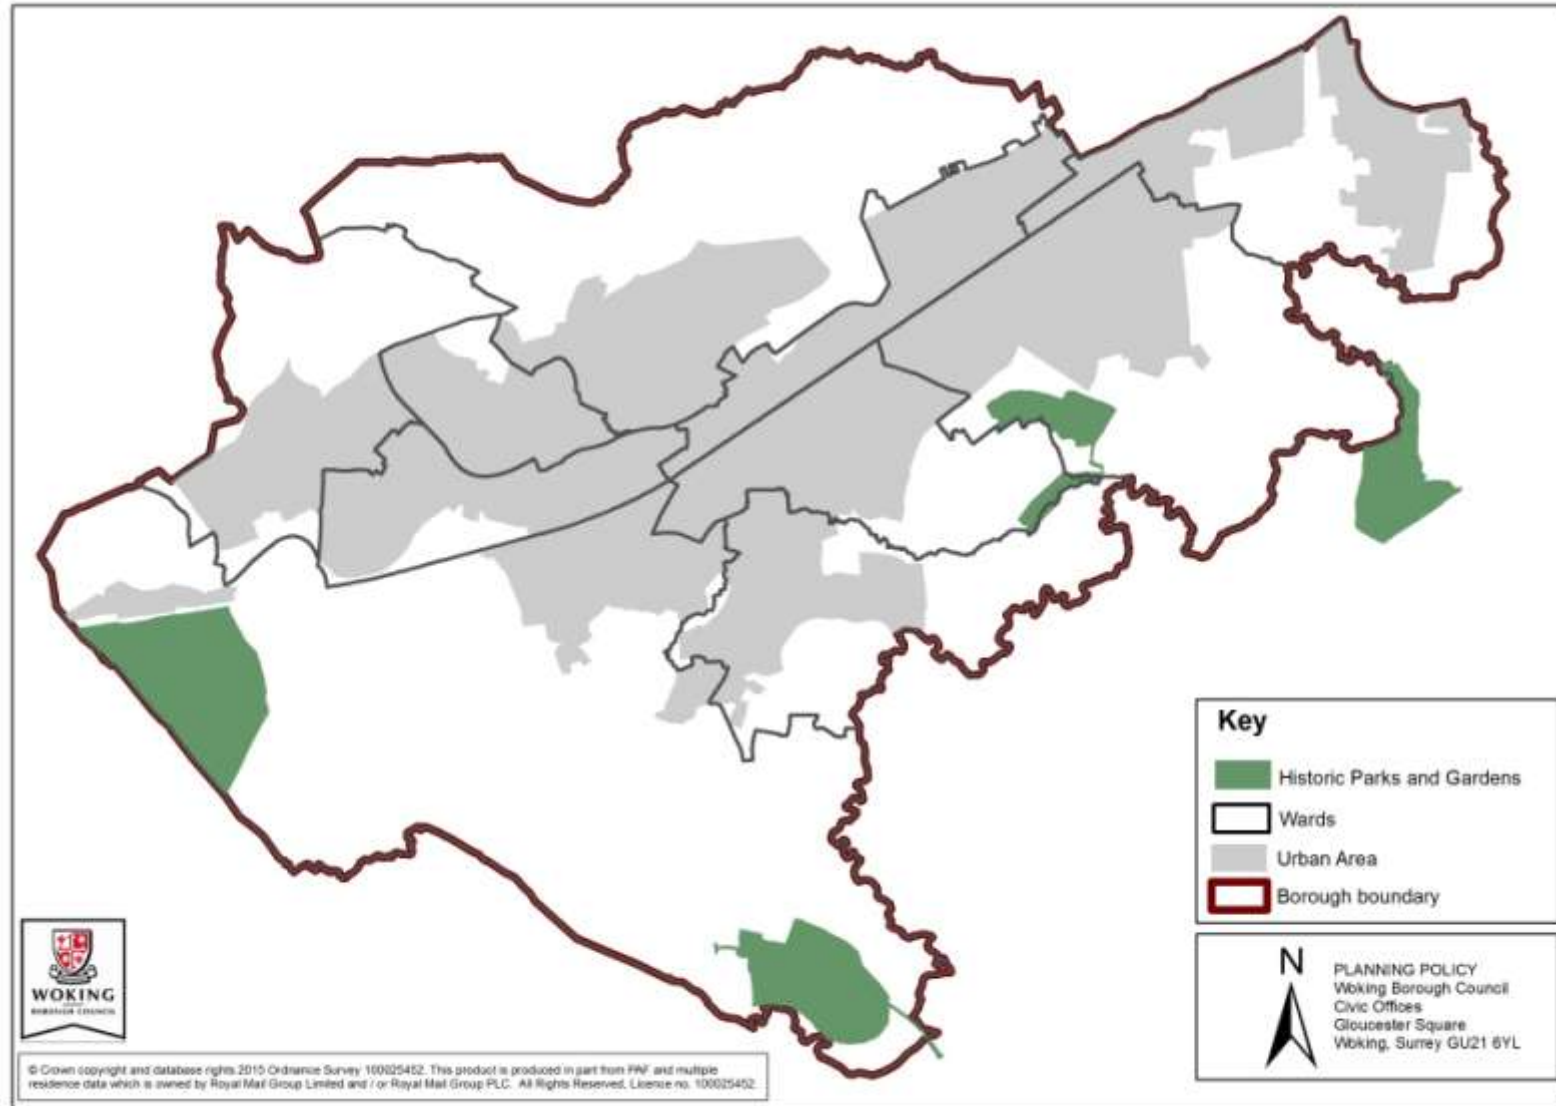 Key
Historic Parks and Gardens
Wards
Urban Area
Borough boundary
N
PLANNING POLICY
Woking Borough Council
Civic Offices
Gloucester Square
Woking, Surrey GU21 6YL
WOKING
BOROUGH COUNCIL
© Crown copyright and database rights 2015 Ordnance Survey 100025452. This product is produced in part from PAF and multiple
residence data which is owned by Royal Mail Group Limited and / or Royal Mail Group PLC. All Rights Reserved, Licence no. 100025452.